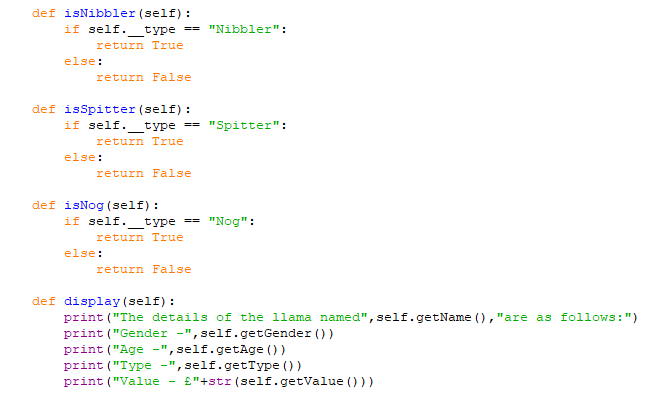 def isNibbler(self):
    if self.__type == "Nibbler":
        return True
    else:
        return False

def isSpitter(self):
    if self.__type == "Spitter":
        return True
    else:
        return False

def isNog(self):
    if self.__type == "Nog":
        return True
    else:
        return False

def display(self):
    print("The details of the llama named",self.getName(),"are as follows:")
    print("Gender -",self.getGender())
    print("Age -",self.getAge())
    print("Type -",self.getType())
    print("Value - £"+str(self.getValue()))